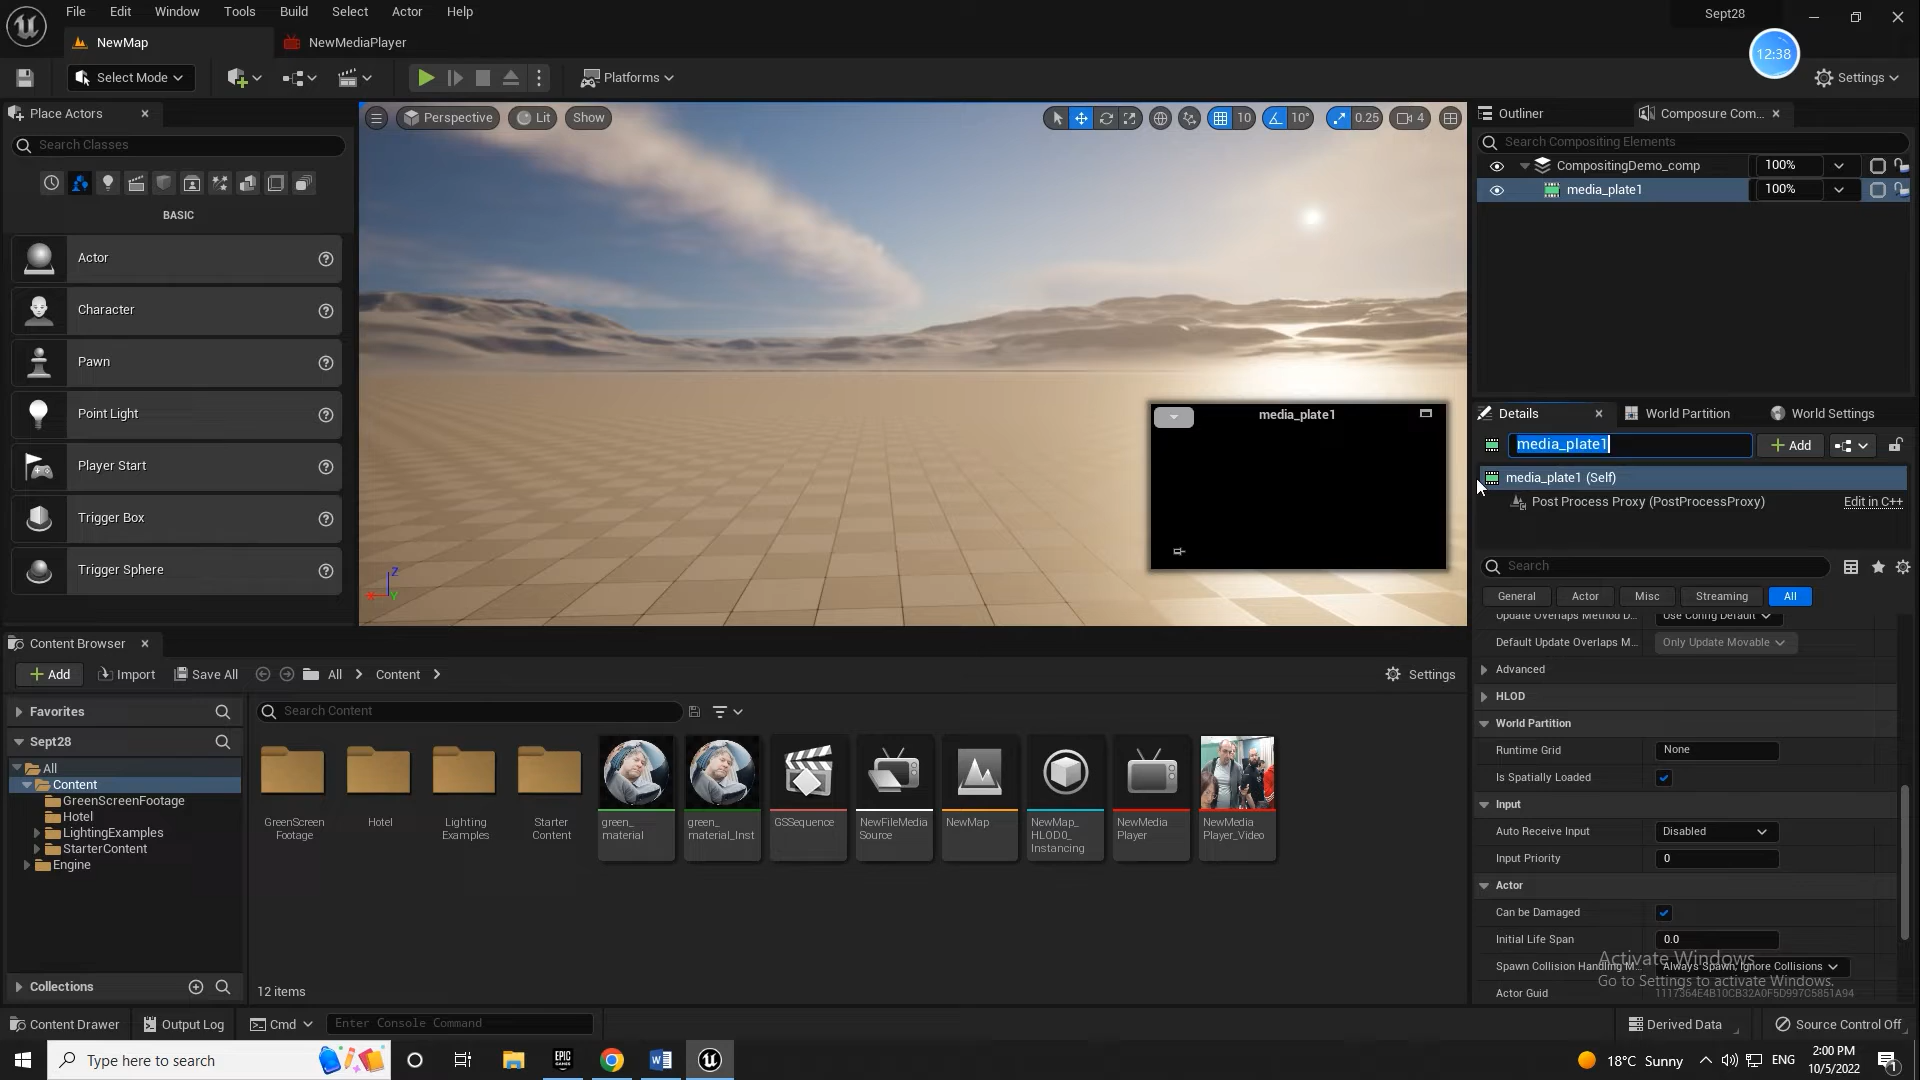 File Edit Window Tools Build Select Actor Help
Sept28
NewMap
NewMediaPlayer
12:38
Select Mode
Platforms
Settings
Place Actors
Search Classes
BASIC
Actor
Character
Pawn
Point Light
Player Start
Trigger Box
Trigger Sphere
Perspective
Lit
Show
10
10°
0.25
4
Z
X
Y
media_plate1
Outliner
Composure Com...
Search Compositing Elements
CompositingDemo_comp
100%
media_plate1
100%
Details
World Partition
World Settings
media_plate1
Add
media_plate1 (Self)
Post Process Proxy (PostProcessProxy)
Edit in C++
Search
General
Actor
Misc
Streaming
All
Update Overlaps Method D...
Use Config Default
Default Update Overlaps M...
Only Update Movable
Advanced
HLOD
World Partition
Runtime Grid
None
Is Spatially Loaded
Input
Auto Receive Input
Disabled
Input Priority
0
Actor
Can be Damaged
Initial Life Span
0.0
Spawn Collision Handling M...
Always Spawn, Ignore Collisions
Actor Guid
1117364E4B10CB32A0F5D997C5851A94
Activate Windows
Go to Settings to activate Windows.
Content Browser
Add
Import
Save All
All
Content
Settings
Favorites
Sept28
All
Content
GreenScreenFootage
Hotel
LightingExamples
StarterContent
Engine
Collections
Search Content
GreenScreen
Footage
Hotel
Lighting
Examples
Starter
Content
green_
material
green_
material_Inst
GSSequence
NewFileMedia
Source
NewMap
NewMap_
HLOD0_
Instancing
NewMedia
Player
NewMedia
Player_Video
12 items
Content Drawer
Output Log
Cmd
Enter Console Command
Derived Data
Source Control Off
Type here to search
EPIC
GAMES
18°C Sunny
ENG
2:00 PM
10/5/2022
1